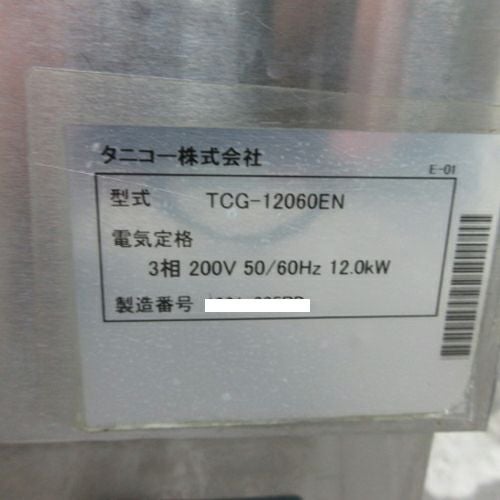 タニコー株式会社
E-01
型式 TCG-12060EN
電気定格
3相 200V 50/60Hz 12.0kW
製造番号